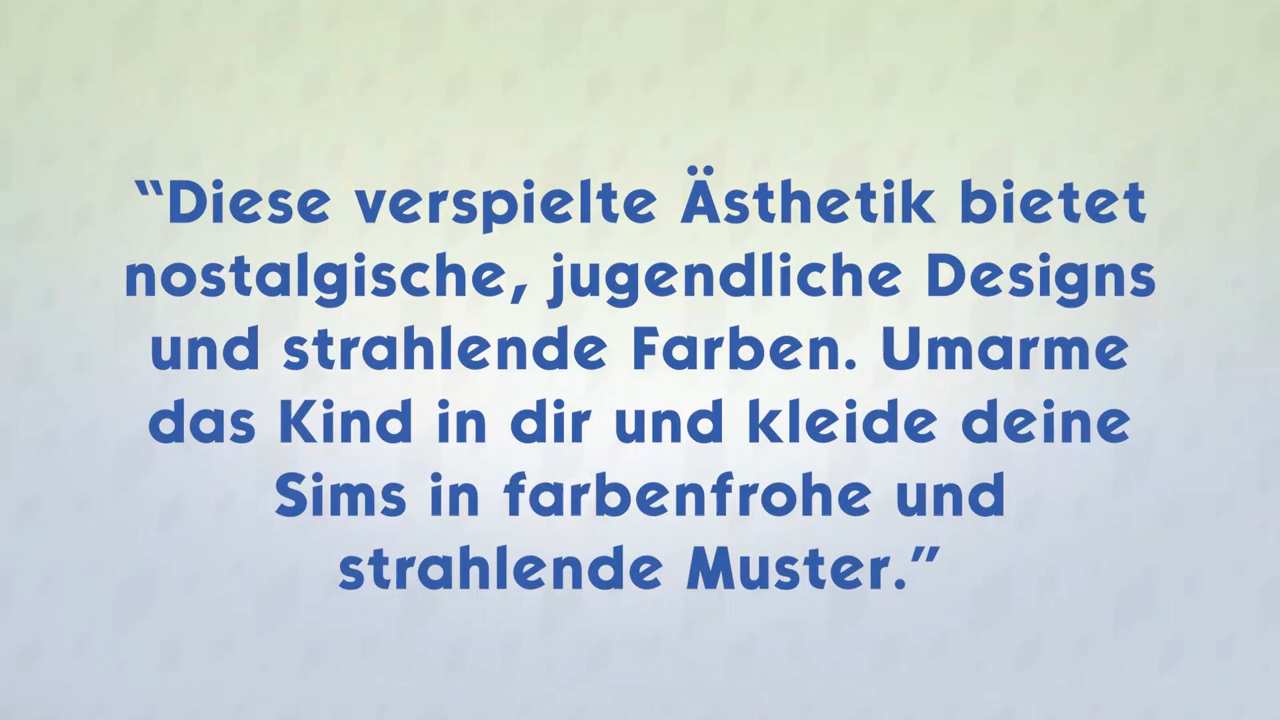 “Diese verspielte Ästhetik bietet
nostalgische, jugendliche Designs
und strahlende Farben. Umarme
das Kind in dir und kleide deine
Sims in farbenfrohe und
strahlende Muster.”